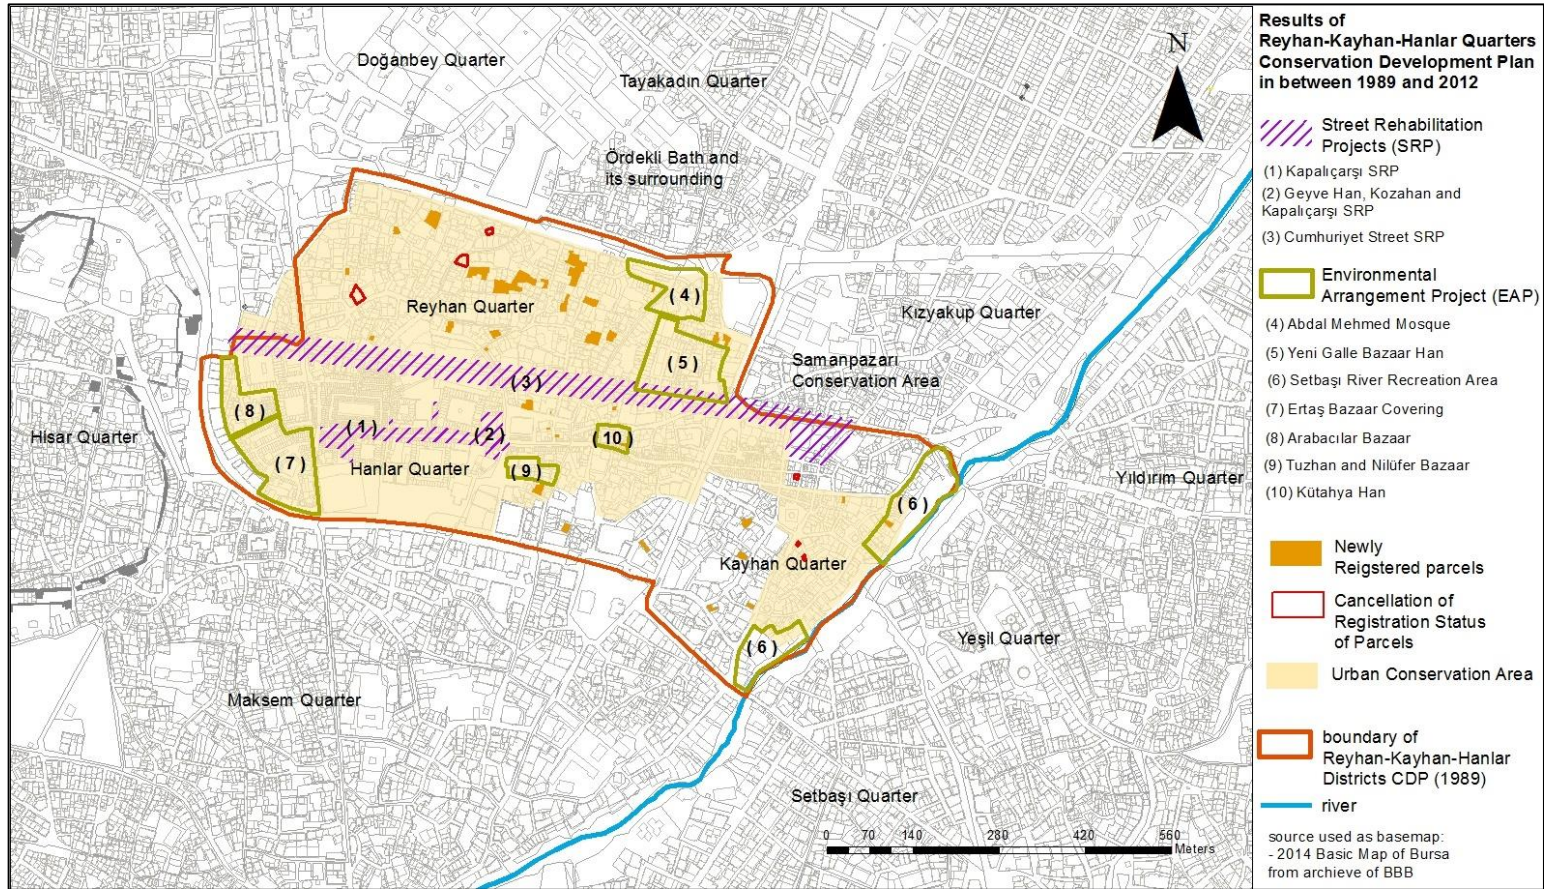 Doğanbey Quarter
Tayakadın Quarter
N
Ördekli Bath and
its surrounding
Reyhan Quarter
( 4 )
Kızyakup Quarter
( 5 )
Samanpazarı
Conservation Area
( 3 )
( 8 )
( 1 )
( 2 )
( 10 )
Hisar Quarter
( 7 )
Hanlar Quarter
( 9 )
Yıldırım Quarter
( 6 )
Kayhan Quarter
( 6 )
Yeşil Quarter
Maksem Quarter
Setbaşı Quarter
0 70 140 280 420 560
Meters
Results of
Reyhan-Kayhan-Hanlar Quarters
Conservation Development Plan
in between 1989 and 2012
Street Rehabilitation
Projects (SRP)
(1) Kapalıçarşı SRP
(2) Geyve Han, Kozahan and
Kapalıçarşı SRP
(3) Cumhuriyet Street SRP
Environmental
Arrangement Project (EAP)
(4) Abdal Mehmed Mosque
(5) Yeni Galle Bazaar Han
(6) Setbaşı River Recreation Area
(7) Ertaş Bazaar Covering
(8) Arabacılar Bazaar
(9) Tuzhan and Nilüfer Bazaar
(10) Kütahya Han
Newly
Reigstered parcels
Cancellation of
Registration Status
of Parcels
Urban Conservation Area
boundary of
Reyhan-Kayhan-Hanlar
Districts CDP (1989)
river
source used as basemap:
- 2014 Basic Map of Bursa
from archieve of BBB